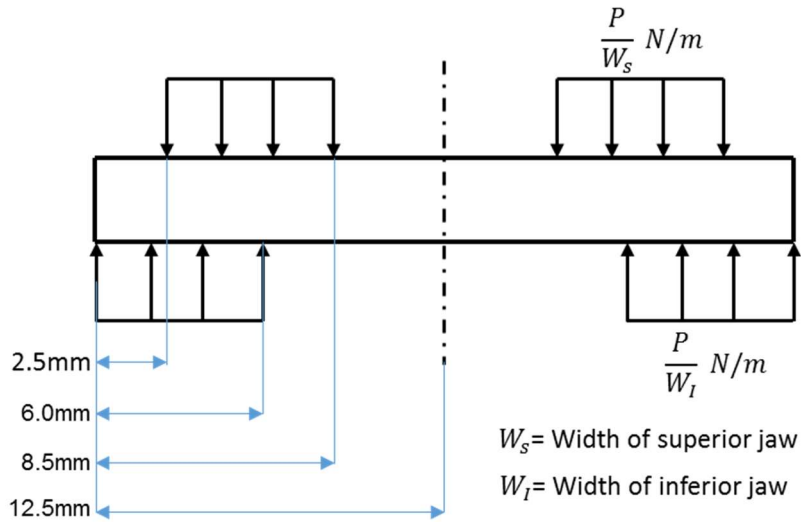 P/W_s N/m
2.5mm
6.0mm
8.5mm
12.5mm
P/W_I N/m
W_s= Width of superior jaw
W_I= Width of inferior jaw